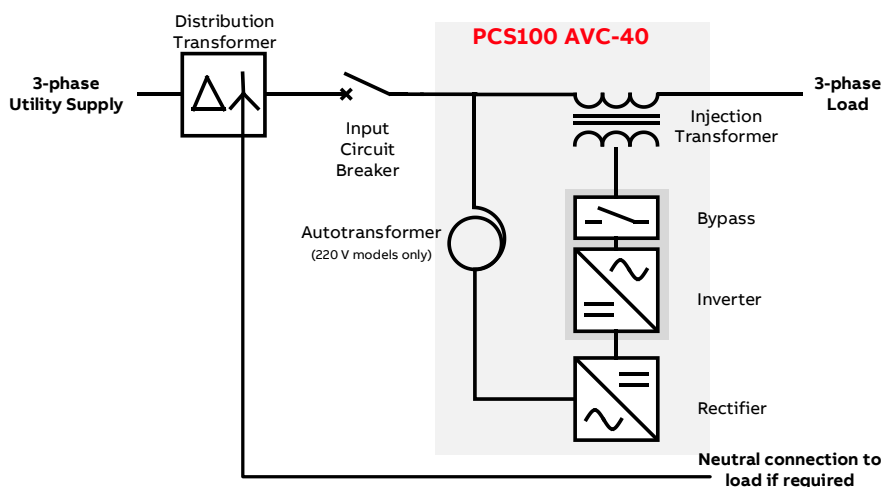 Distribution
Transformer
PCS100 AVC-40
3-phase
Utility Supply
3-phase
Load
Input
Circuit
Breaker
Injection
Transformer
Bypass
Autotransformer
(220 V models only)
Inverter
Rectifier
Neutral connection to
load if required